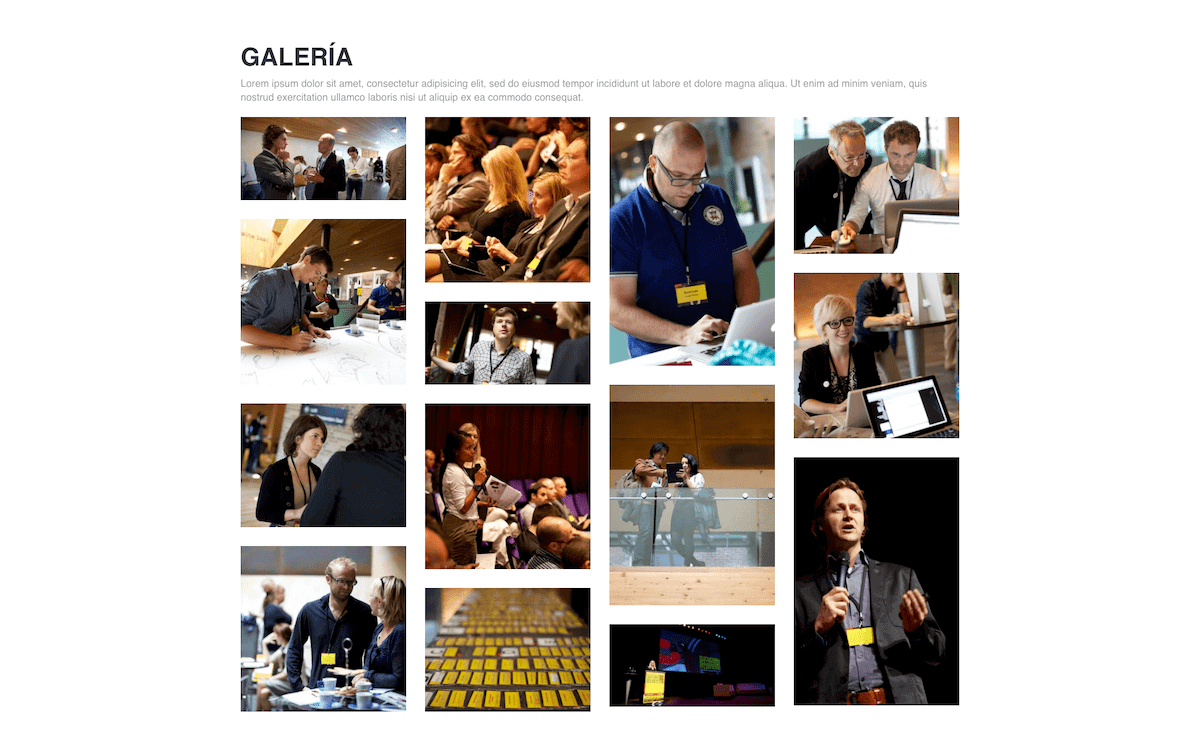 GALERÍA
Lorem ipsum dolor sit amet, consectetur adipisicing elit, sed do eiusmod tempor incididunt ut labore et dolore magna aliqua. Ut enim ad minim veniam, quis
nostrud exercitation ullamco laboris nisi ut aliquip ex ea commodo consequat.